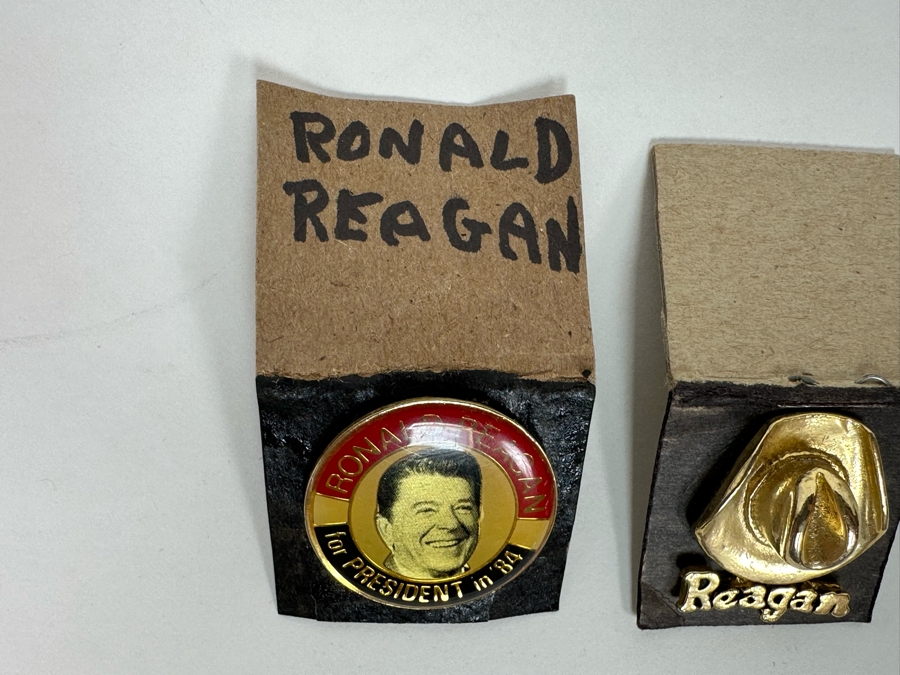 RONALD
REAGAN
RONALD REAGAN
for PRESIDENT in '84
Reagan